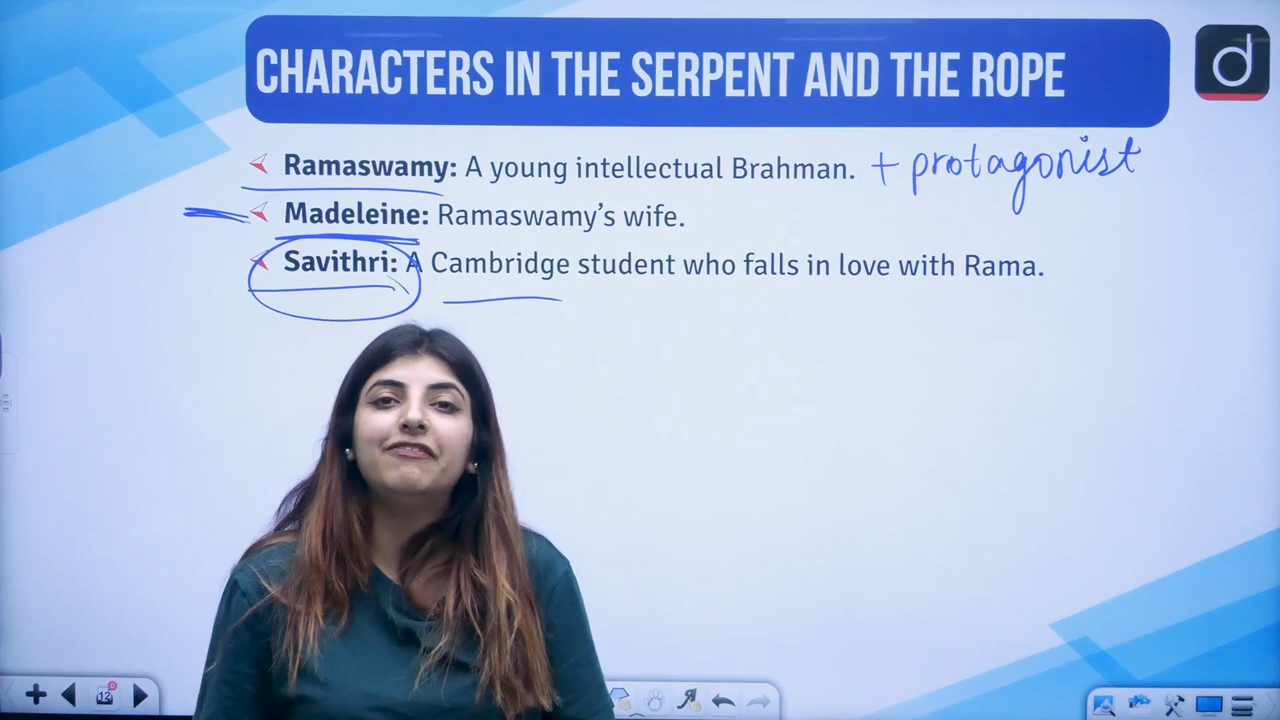 CHARACTERS IN THE SERPENT AND THE ROPE
d
Ramaswamy: A young intellectual Brahman. + protagonist
Madeleine: Ramaswamy's wife.
Savithri: A Cambridge student who falls in love with Rama.
12